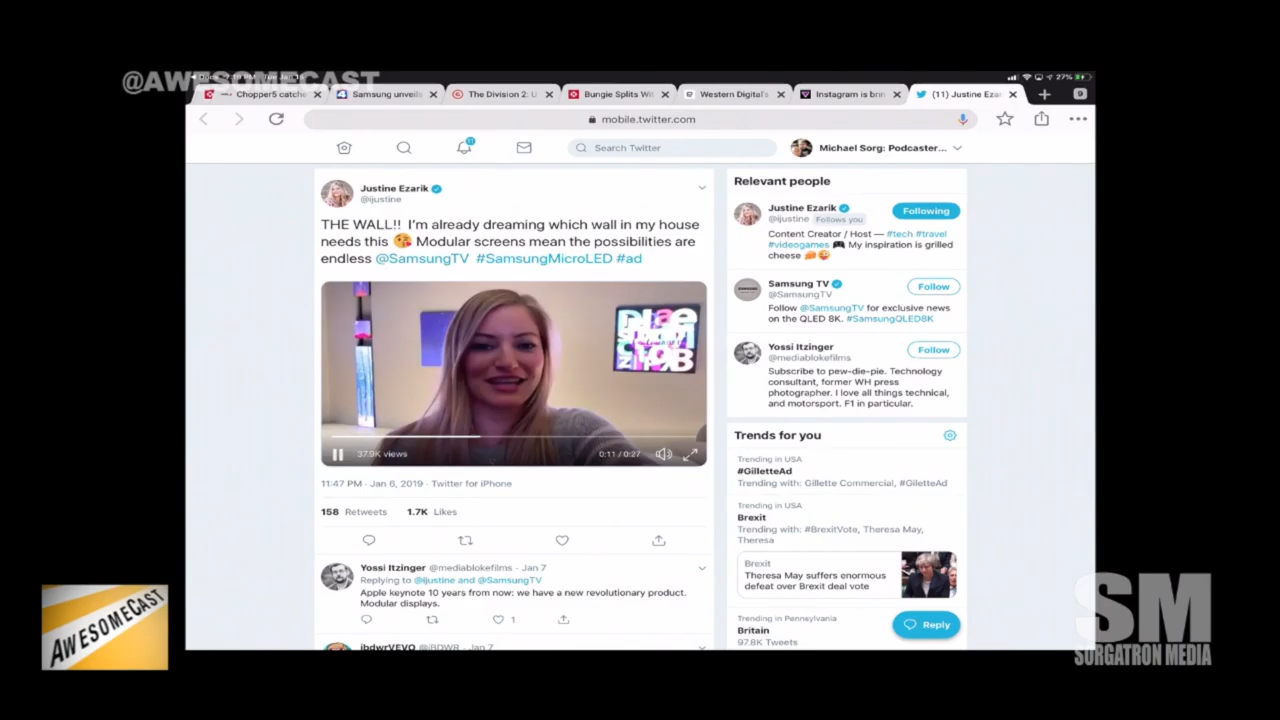 @AWESOMECAST
27%
Chopper5 catche
Samsung unveils
The Division 2: U
Bungie Splits Wit
Western Digital's
Instagram is brin
(11) Justine Ezar
9
mobile.twitter.com
11
Search Twitter
Michael Sorg: Podcaster...
Justine Ezarik
@ijustine
THE WALL!! I'm already dreaming which wall in my house
needs this 😘 Modular screens mean the possibilities are
endless @SamsungTV #SamsungMicroLED #ad
37.9K views
0:11 / 0:27
11:47 PM · Jan 6, 2019 · Twitter for iPhone
158 Retweets 1.7K Likes
Yossi Itzinger @mediablokefilms · Jan 7
Replying to @ijustine and @SamsungTV
Apple keynote 10 years from now: we have a new revolutionary product.
Modular displays.
1
ibdwrVEVO @iBDWR · Jan 7
Relevant people
Justine Ezarik
@ijustine Follows you
Following
Content Creator / Host — #tech #travel
#videogames 🎮 My inspiration is grilled
cheese 🧀😜
Samsung TV
@SamsungTV
Follow
Follow @SamsungTV for exclusive news
on the QLED 8K. #SamsungQLED8K
Yossi Itzinger
@mediablokefilms
Follow
Subscribe to pew-die-pie. Technology
consultant, former WH press
photographer. I love all things technical,
and motorsport. F1 in particular.
Trends for you
Trending in USA
#GilletteAd
Trending with: Gillette Commercial, #GiletteAd
Trending in USA
Brexit
Trending with: #BrexitVote, Theresa May,
Theresa
Brexit
Theresa May suffers enormous
defeat over Brexit deal vote
Trending in Pennsylvania
Britain
97.8K Tweets
Reply
AWESOMECAST
SM
SORGATRON MEDIA